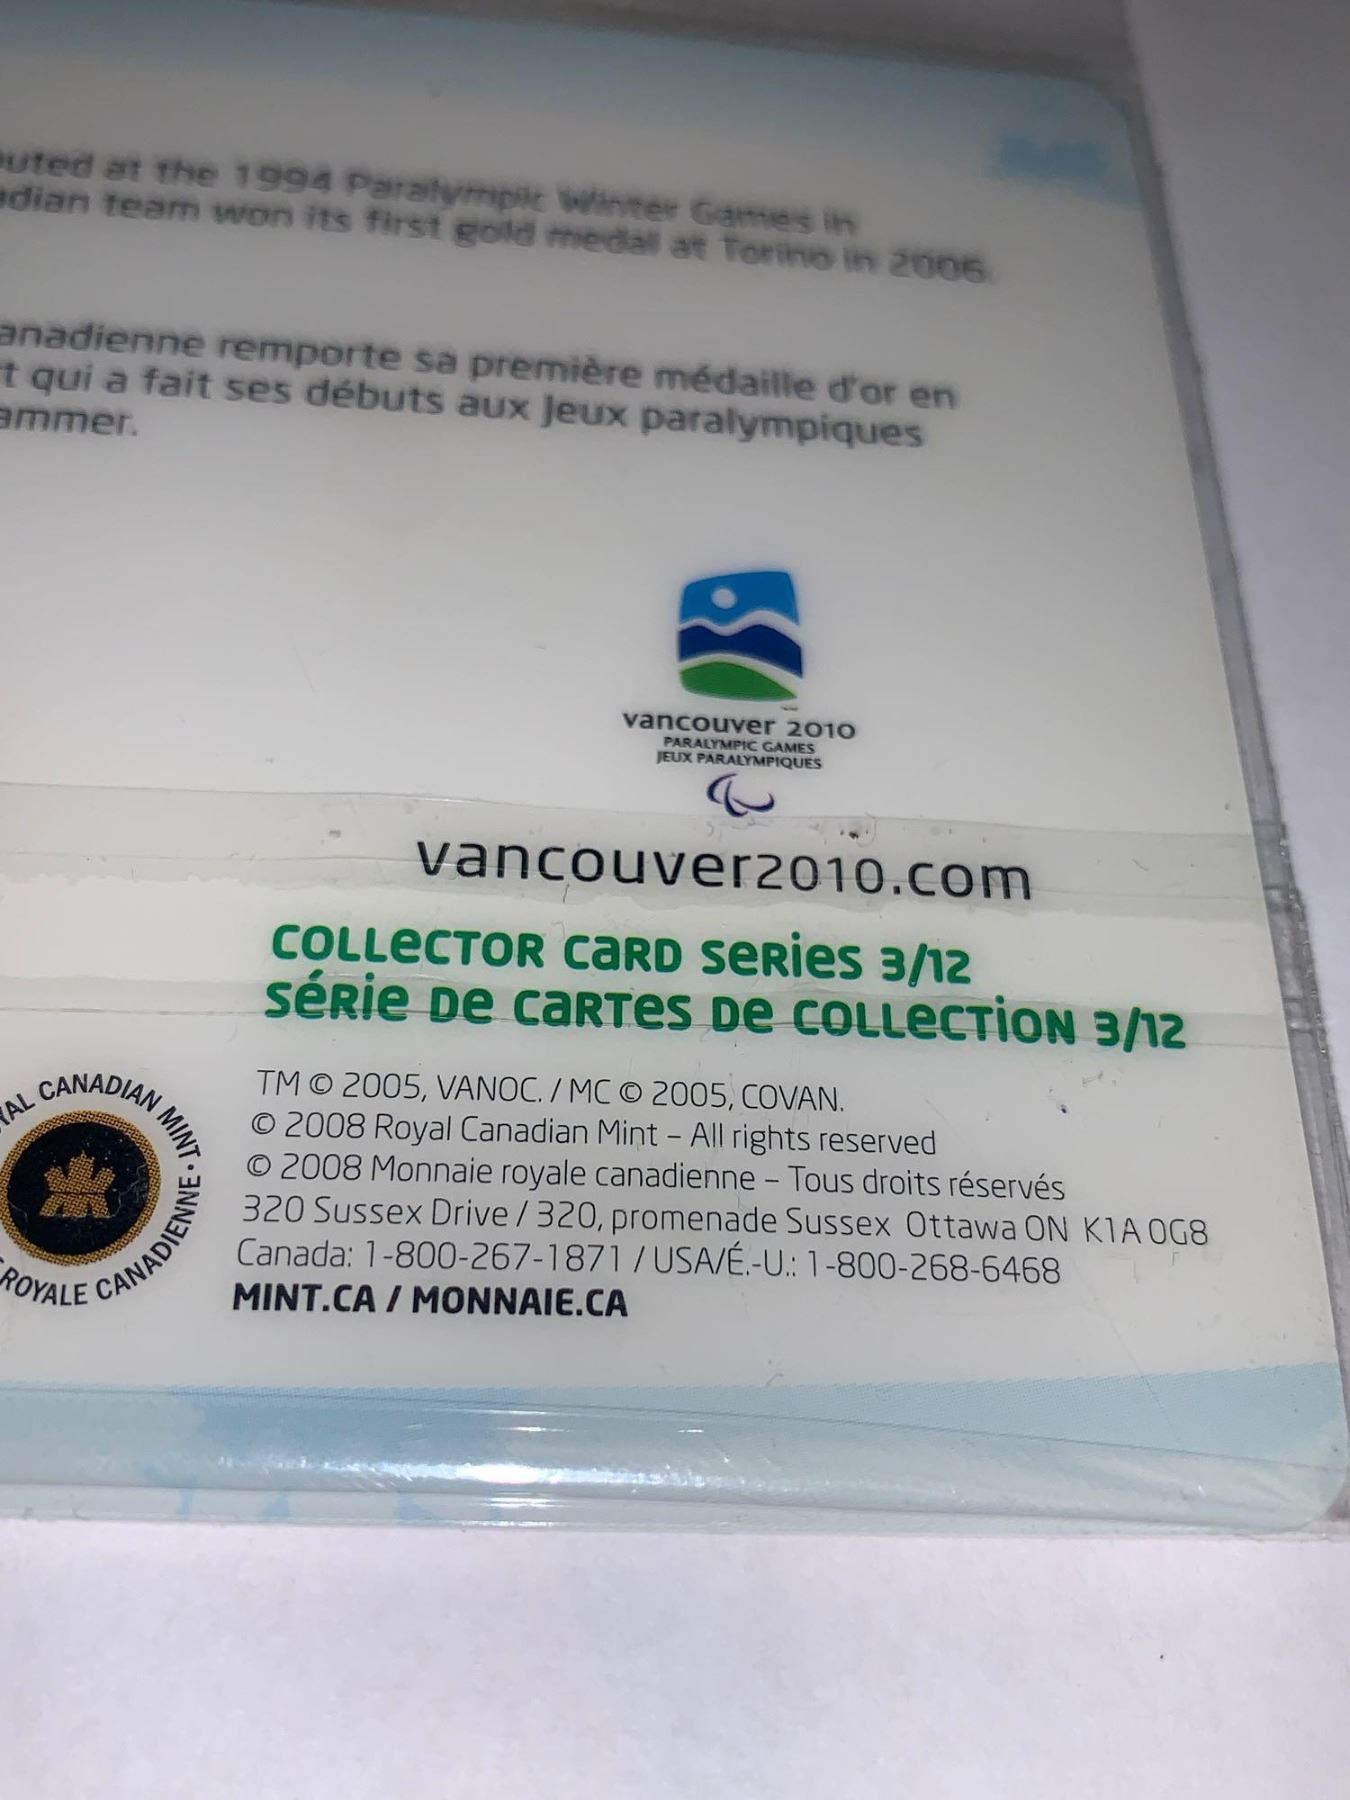 at the 1994 Paralympic Winter Games in
team won its first gold medal at Torino in 2006.
remporte sa première médaille d'or en
qui a fait ses débuts aux Jeux paralympiques
vancouver 2010
PARALYMPIC GAMES
JEUX PARALYMPIQUES
vancouver2010.com
COLLECTOR CARD SERIES 3/12
SÉRIE DE CARTES DE COLLECTION 3/12
CANADIAN MINT • ROYALE CANADIENNE
TM © 2005, VANOC. / MC © 2005, COVAN.
© 2008 Royal Canadian Mint – All rights reserved
© 2008 Monnaie royale canadienne – Tous droits réservés
320 Sussex Drive / 320, promenade Sussex Ottawa ON K1A 0G8
Canada: 1-800-267-1871 / USA/É.-U.: 1-800-268-6468
MINT.CA / MONNAIE.CA